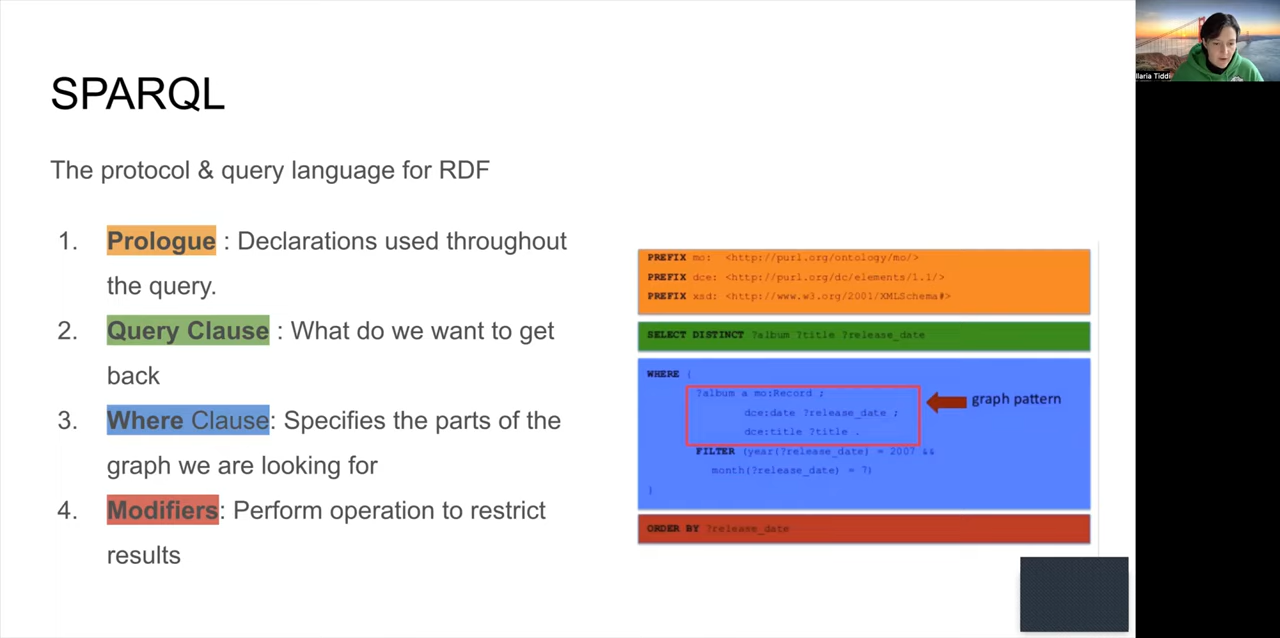 SPARQL
The protocol & query language for RDF
1. Prologue : Declarations used throughout
the query.
2. Query Clause : What do we want to get
back
3. Where Clause: Specifies the parts of the
graph we are looking for
4. Modifiers: Perform operation to restrict
results
PREFIX mo: <http://purl.org/ontology/mo/>
PREFIX dce: <http://purl.org/dc/elements/1.1/>
PREFIX xsd: <http://www.w3.org/2001/XMLSchema#>
SELECT DISTINCT ?album ?title ?release_date
WHERE {
?album a mo:Record ;
dce:date ?release_date ;
dce:title ?title .
FILTER (year(?release_date) = 2007 &&
month(?release_date) = 7)
}
ORDER BY ?release_date
graph pattern
Ilaria Tiddi